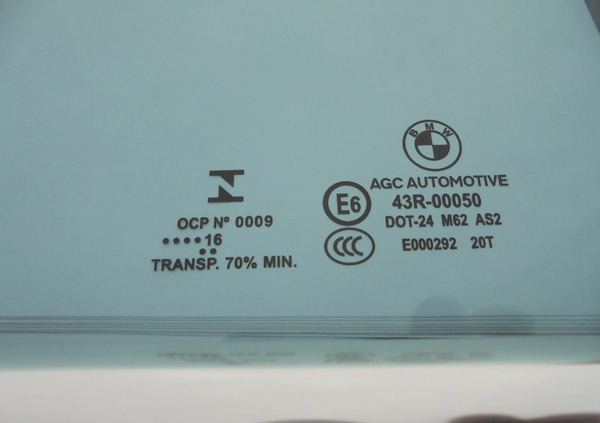 BMW
AGC AUTOMOTIVE
E6 43R-00050
DOT-24 M62 AS2
CCC E000292 20T
N
OCP Nº 0009
••••16
••
TRANSP. 70% MIN.